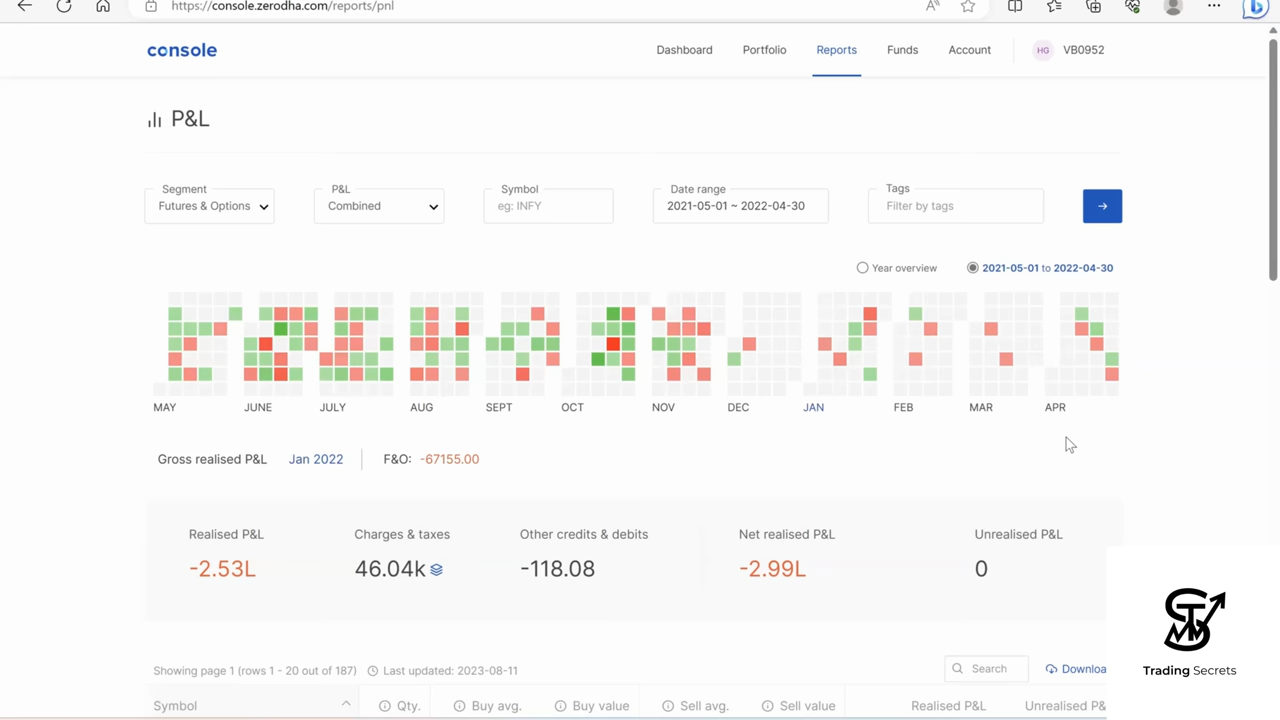 https://console.zerodha.com/reports/pnl
console
Dashboard Portfolio Reports Funds Account HG VB0952
P&L
Segment P&L Symbol Date range Tags
Futures & Options Combined eg: INFY 2021-05-01 ~ 2022-04-30 Filter by tags
Year overview 2021-05-01 to 2022-04-30
MAY JUNE JULY AUG SEPT OCT NOV DEC JAN FEB MAR APR
Gross realised P&L Jan 2022 F&O: -67155.00
Realised P&L Charges & taxes Other credits & debits Net realised P&L Unrealised P&L
-2.53L 46.04k -118.08 -2.99L 0
Showing page 1 (rows 1 - 20 out of 187) Last updated: 2023-08-11 Search Downloa
Symbol Qty. Buy avg. Buy value Sell avg. Sell value Realised P&L Unrealised P&
Trading Secrets